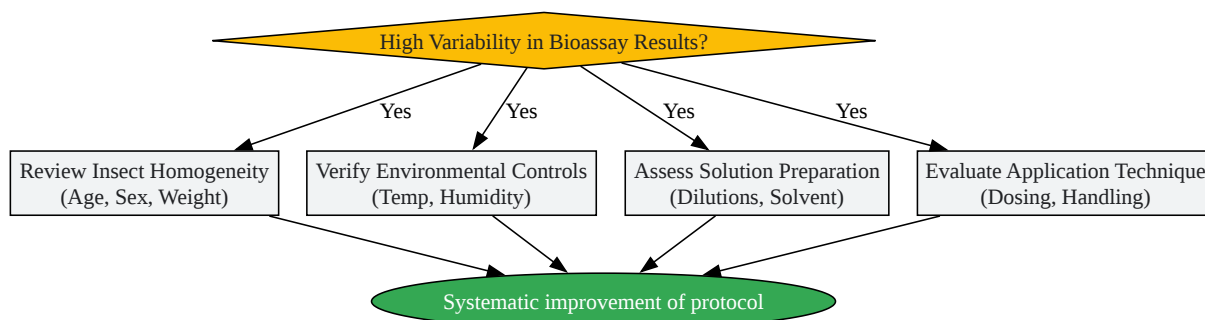 High Variability in Bioassay Results?
Yes
Yes
Yes
Yes
Review Insect Homogeneity
(Age, Sex, Weight)
Verify Environmental Controls
(Temp, Humidity)
Assess Solution Preparation
(Dilutions, Solvent)
Evaluate Application Technique
(Dosing, Handling)
Systematic improvement of protocol